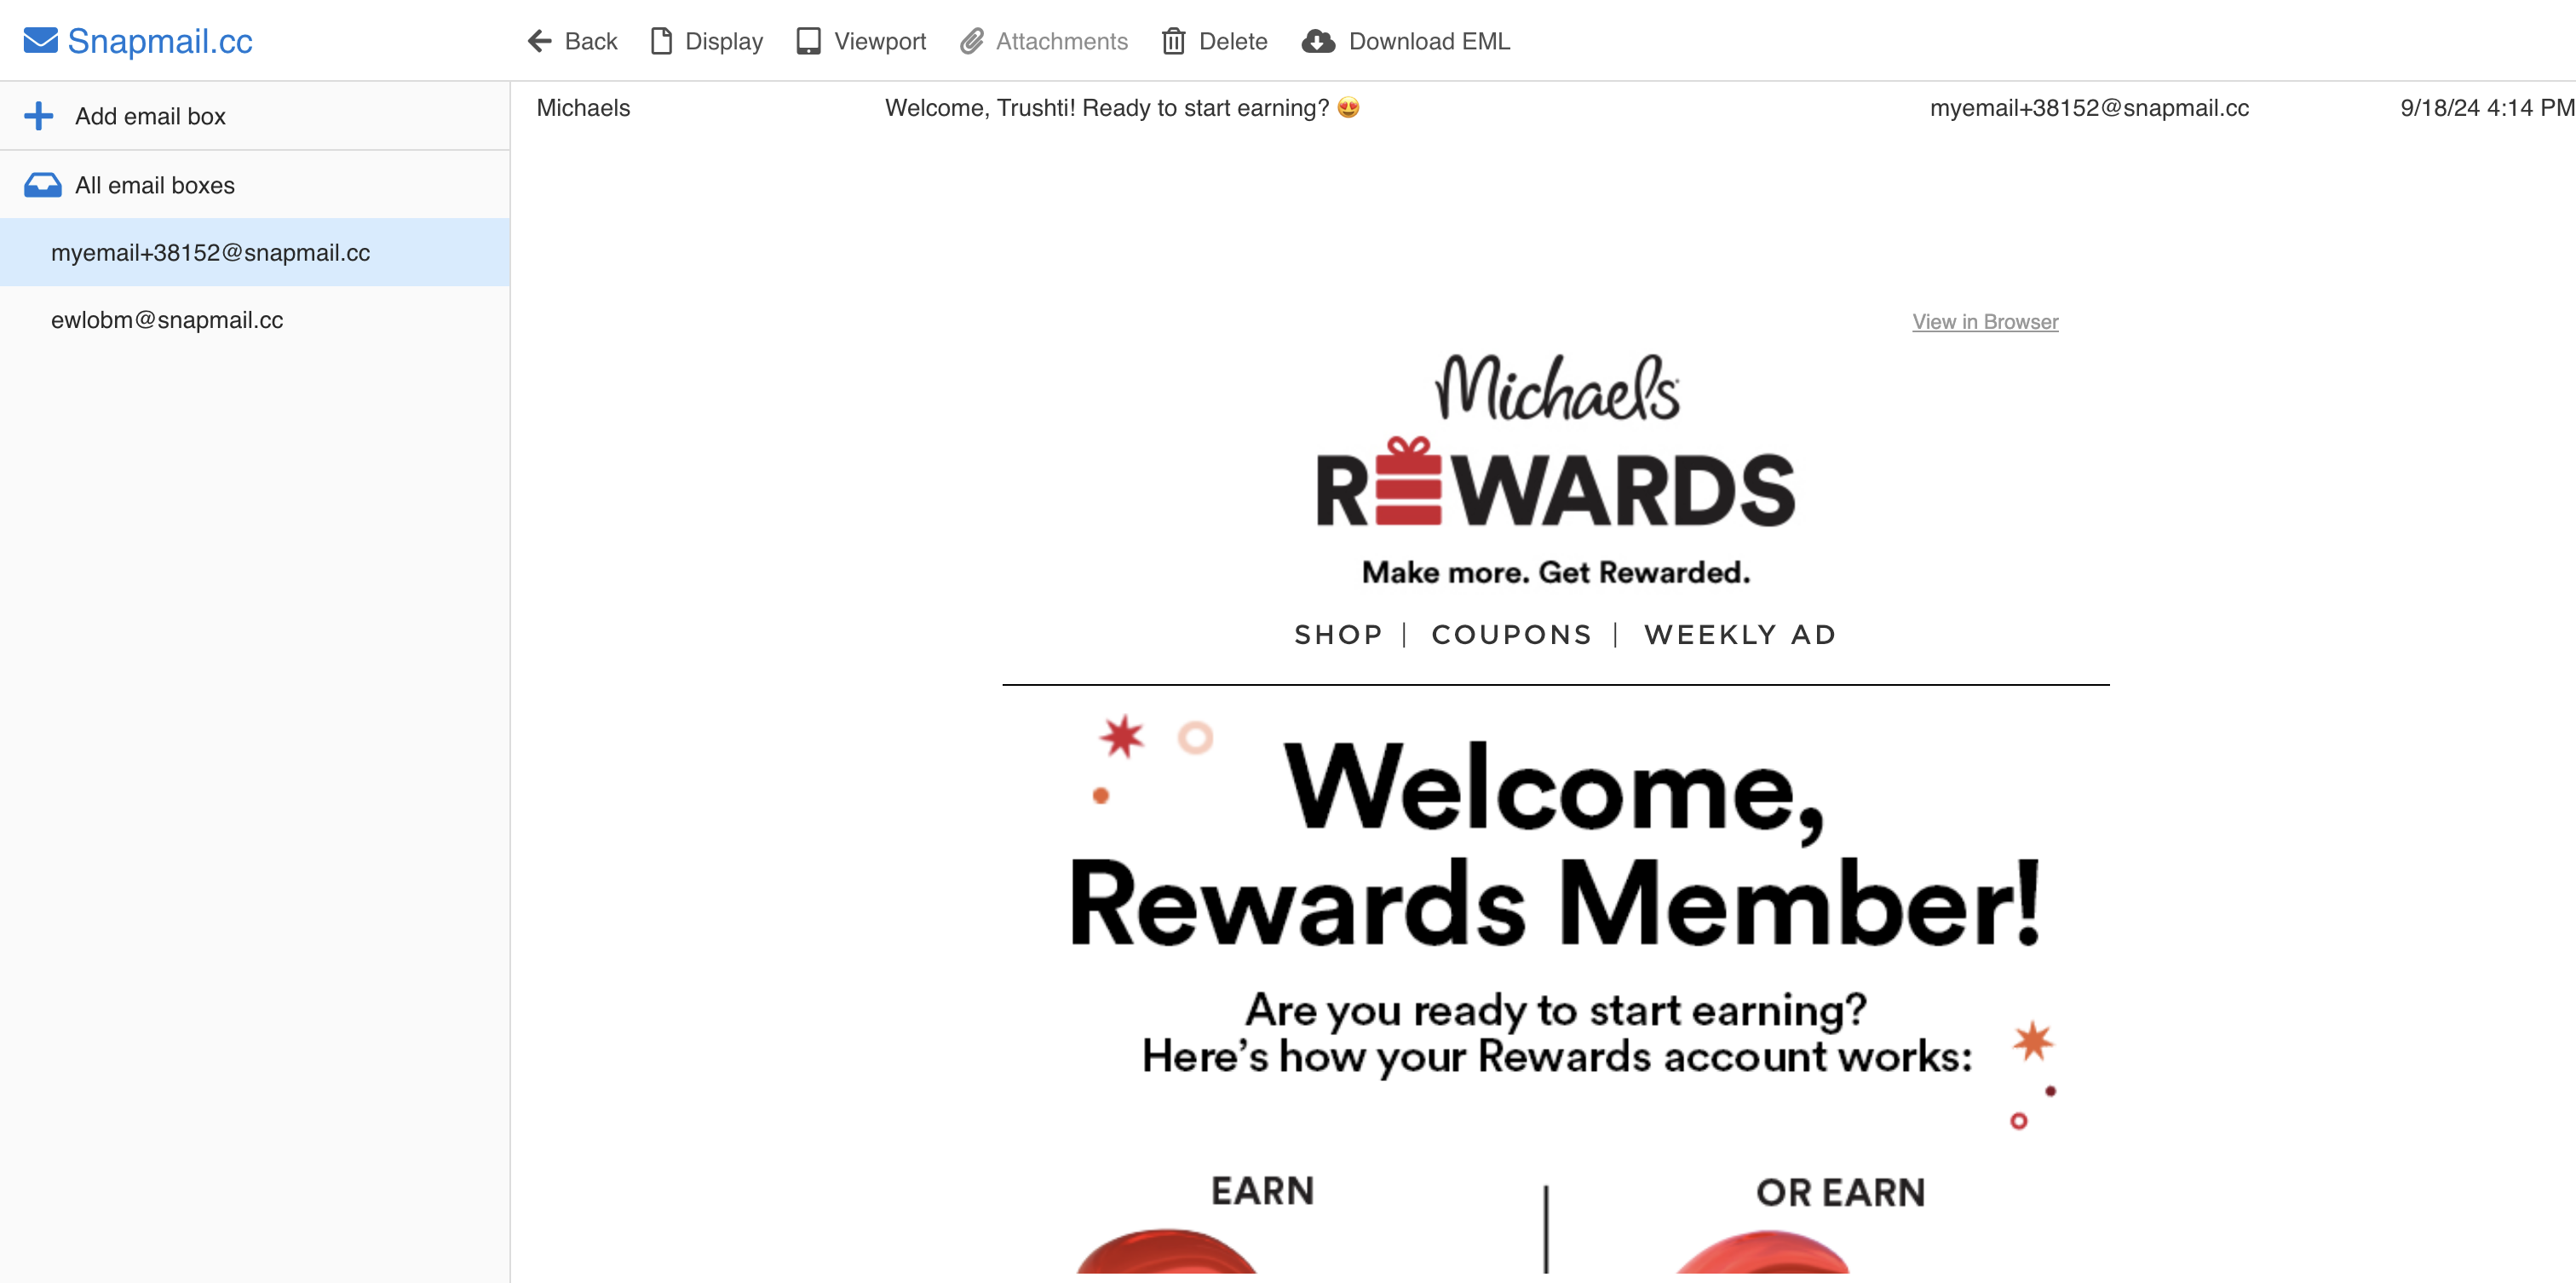 Snapmail.cc
Back Display Viewport Attachments Delete Download EML
Add email box
All email boxes
myemail+38152@snapmail.cc
ewlobm@snapmail.cc
Michaels Welcome, Trushti! Ready to start earning? 😍 myemail+38152@snapmail.cc 9/18/24 4:14 PM
View in Browser
Michaels
REWARDS
Make more. Get Rewarded.
SHOP | COUPONS | WEEKLY AD
Welcome,
Rewards Member!
Are you ready to start earning?
Here’s how your Rewards account works:
EARN OR EARN